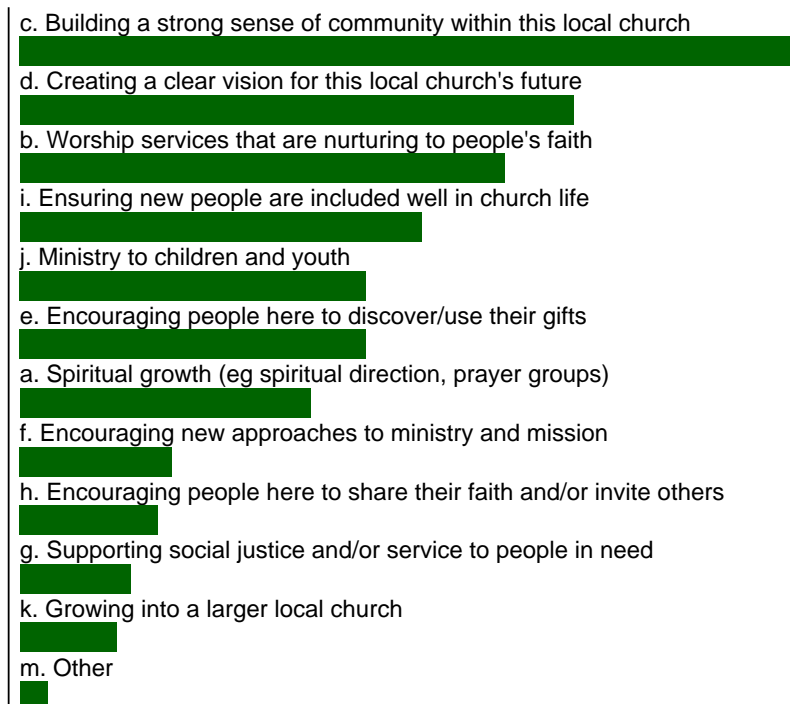 c. Building a strong sense of community within this local church
d. Creating a clear vision for this local church's future
b. Worship services that are nurturing to people's faith
i. Ensuring new people are included well in church life
j. Ministry to children and youth
e. Encouraging people here to discover/use their gifts
a. Spiritual growth (eg spiritual direction, prayer groups)
f. Encouraging new approaches to ministry and mission
h. Encouraging people here to share their faith and/or invite others
g. Supporting social justice and/or service to people in need
k. Growing into a larger local church
m. Other